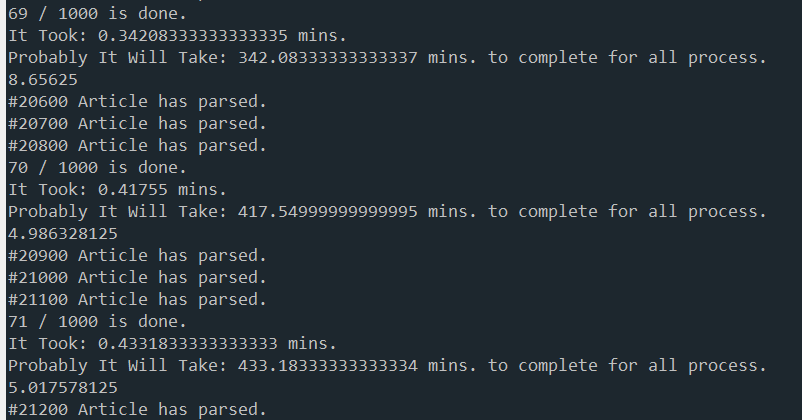 69 / 1000 is done.
It Took: 0.34208333333333335 mins.
Probably It Will Take: 342.08333333333337 mins. to complete for all process.
8.65625
#20600 Article has parsed.
#20700 Article has parsed.
#20800 Article has parsed.
70 / 1000 is done.
It Took: 0.41755 mins.
Probably It Will Take: 417.54999999999995 mins. to complete for all process.
4.986328125
#20900 Article has parsed.
#21000 Article has parsed.
#21100 Article has parsed.
71 / 1000 is done.
It Took: 0.4331833333333333 mins.
Probably It Will Take: 433.18333333333334 mins. to complete for all process.
5.017578125
#21200 Article has parsed.